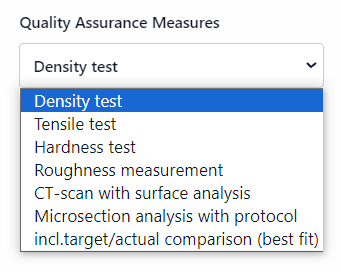 Quality Assurance Measures
Density test
Density test
Tensile test
Hardness test
Roughness measurement
CT-scan with surface analysis
Microsection analysis with protocol
incl.target/actual comparison (best fit)